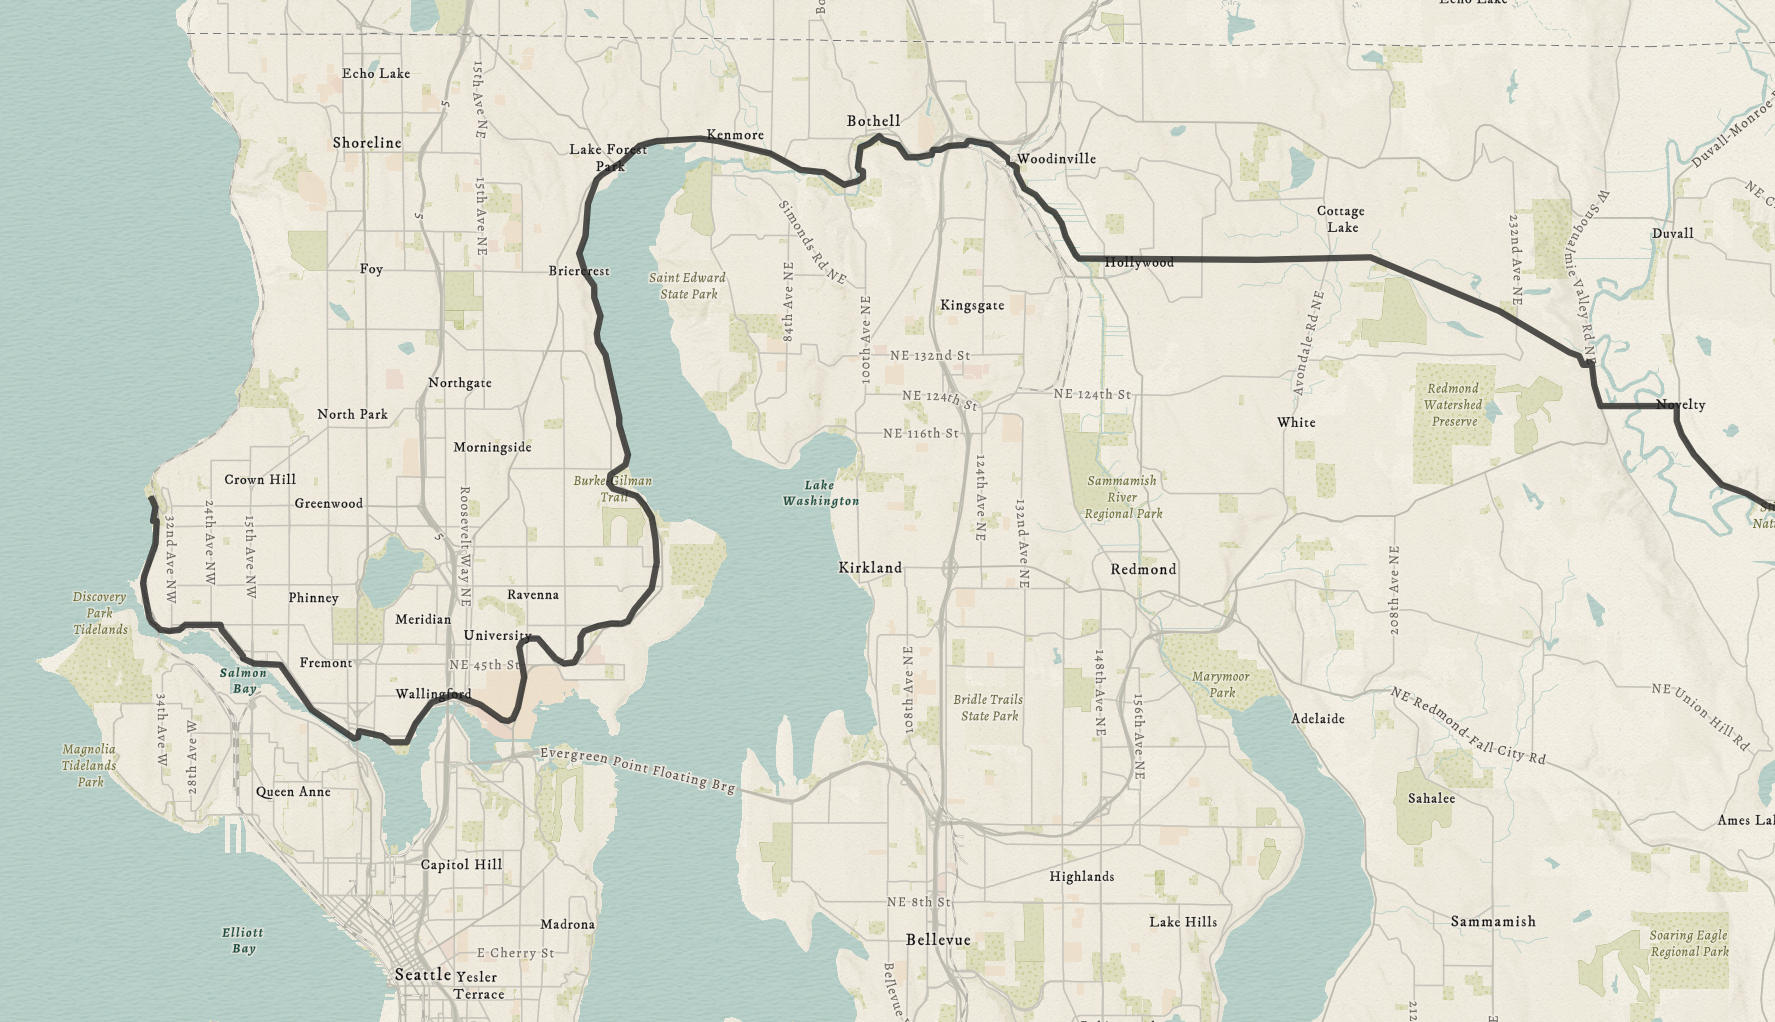 Echo Lake
Bo
Echo Lake
15th Ave NE
5
Bothell
Shoreline
Kenmore
Lake Forest
Park
Woodinville
Duvall-Monroe R
NE C
15th Ave NE
5
Simonds Rd NE
Cottage
Lake
232nd Ave NE
W Snoqualmie Valley Rd NE
Duvall
Foy
Briercrest
Saint Edward
State Park
84th Ave NE
Hollywood
100th Ave NE
Kingsgate
Avondale Rd NE
NE 132nd St
Northgate
NE 124th St
NE 124th St
Redmond
Watershed
Preserve
Novelty
North Park
White
NE 116th St
Morningside
Crown Hill
Burke-Gilman
Trail
Lake
Washington
124th Ave NE
Sammamish
River
Regional Park
Greenwood
32nd Ave NW
24th Ave NW
15th Ave NW
Roosevelt Way NE
5
132nd Ave NE
Nat
Kirkland
Redmond
208th Ave NE
Discovery
Park
Tidelands
Phinney
Ravenna
Meridian
University
Fremont
NE 45th St
Salmon
Bay
Wallingford
108th Ave NE
148th Ave NE
Marymoor
Park
NE Union Hill Rd
34th Ave W
28th Ave W
Bridle Trails
State Park
156th Ave NE
NE Redmond-Fall City Rd
Adelaide
Magnolia
Tidelands
Park
Evergreen Point Floating Brg
Queen Anne
Sahalee
Ames Lak
Capitol Hill
Highlands
NE 8th St
Madrona
Lake Hills
Sammamish
Elliott
Bay
Bellevue
Soaring Eagle
Regional Park
E Cherry St
Seattle
Yesler
Terrace
Bellevue
212
E